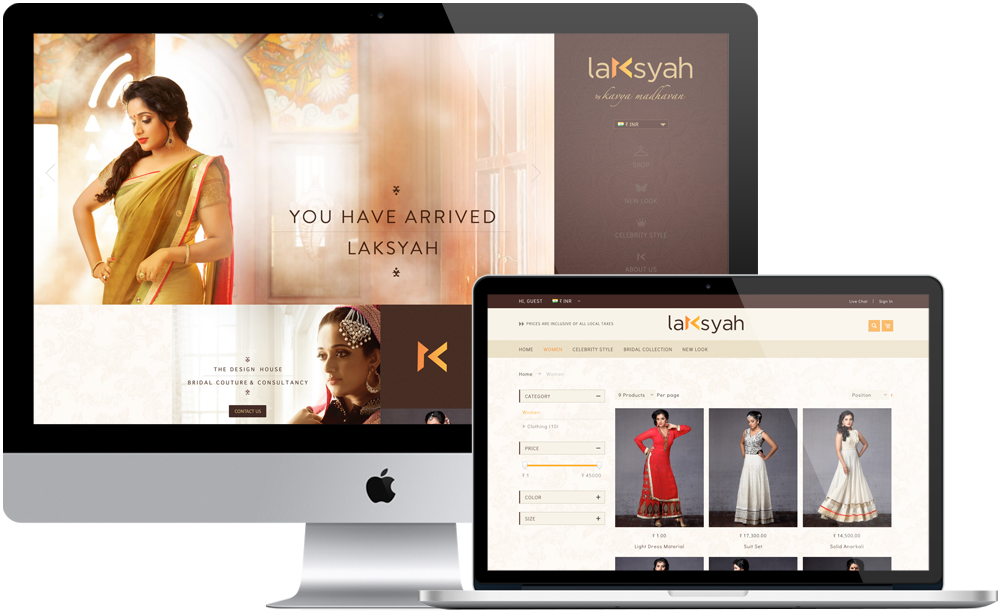 laKsyah
by kavya madhavan
₹ INR
SHOP
NEW LOOK
CELEBRITY STYLE
ABOUT US
YOU HAVE ARRIVED
LAKSYAH
THE DESIGN HOUSE
BRIDAL COUTURE & CONSULTANCY
CONTACT US
HI, GUEST ₹ INR
Live Chat | Sign In
PRICES ARE INCLUSIVE OF ALL LOCAL TAXES
laKsyah
HOME WOMEN CELEBRITY STYLE BRIDAL COLLECTION NEW LOOK
Home > Women
CATEGORY −
Women
> Clothing (10)
PRICE −
₹ 1 ₹ 45000
COLOR +
SIZE +
9 Products Per page
Position
₹ 1.00
Light Dress Material
₹ 17,300.00
Suit Set
₹ 14,500.00
Solid Anarkali